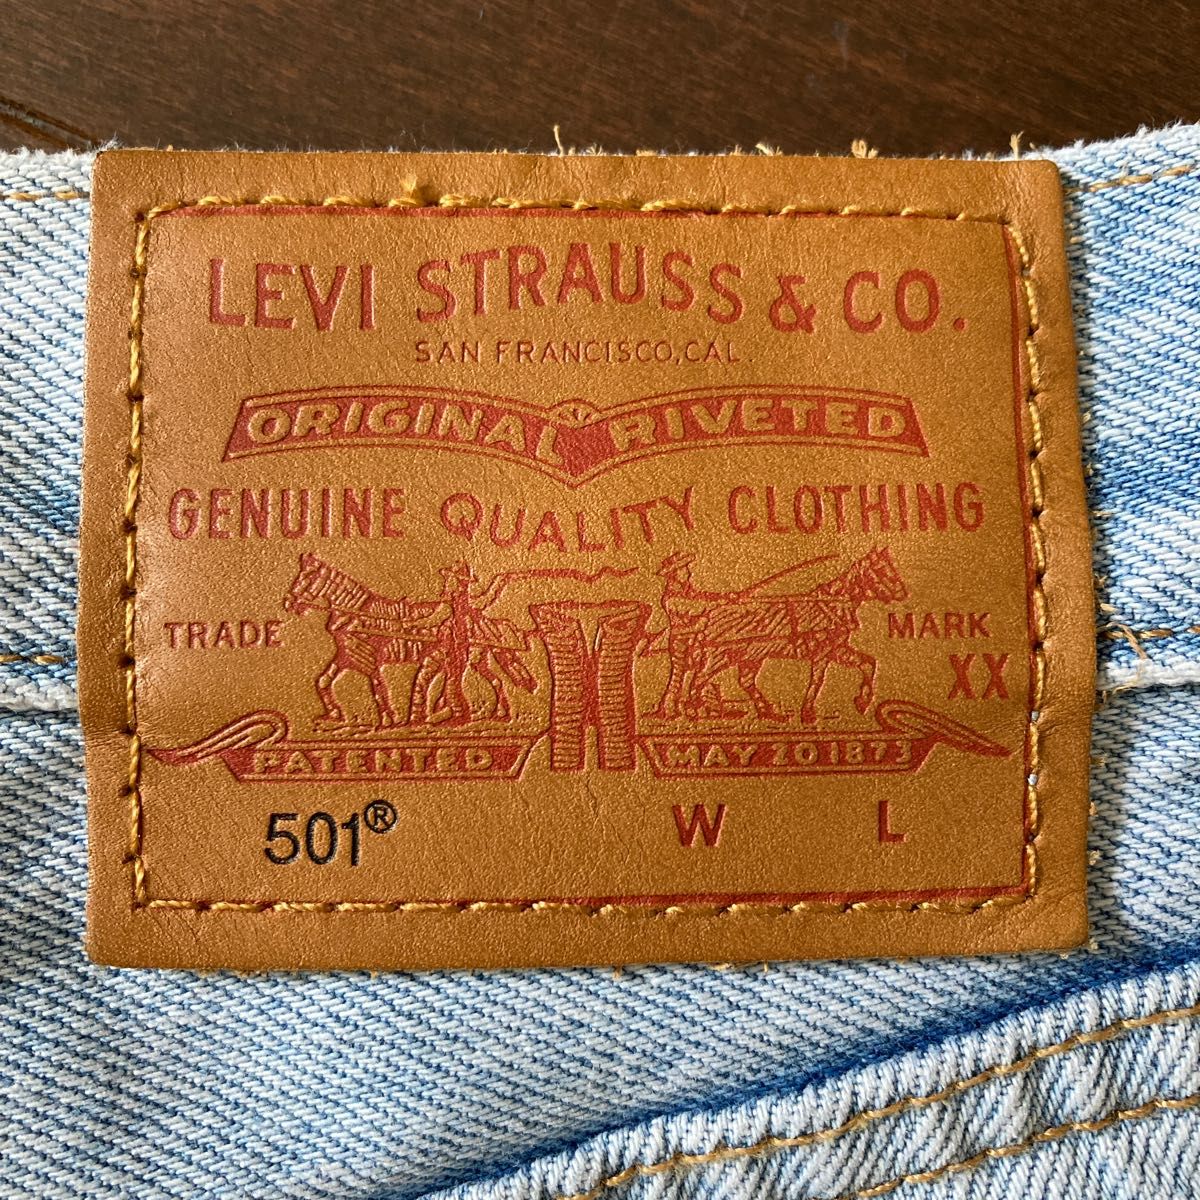 LEVI STRAUSS & CO.
SAN FRANCISCO, CAL.
ORIGINAL RIVETED
GENUINE QUALITY CLOTHING
TRADE MARK
XX
PATENTED MAY 20 1873
501® W L